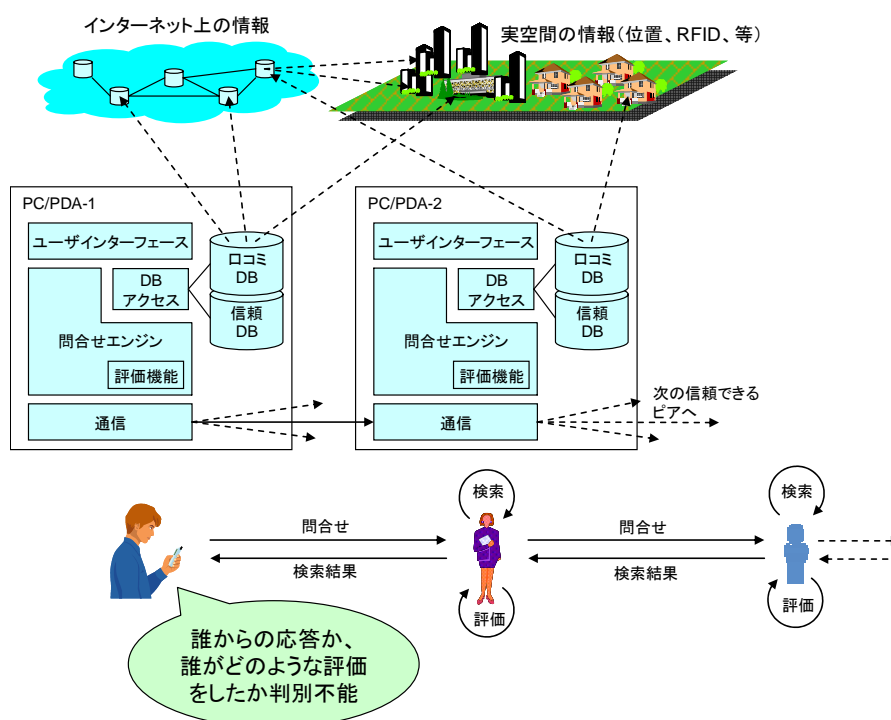 インターネット上の情報
実空間の情報(位置、RFID、等)
PC/PDA-1
ユーザインターフェース
DB
アクセス
口コミ
DB
信頼
DB
問合せエンジン
評価機能
通信
PC/PDA-2
ユーザインターフェース
DB
アクセス
口コミ
DB
信頼
DB
問合せエンジン
評価機能
通信
次の信頼できる
ピアへ
検索
検索
問合せ
問合せ
検索結果
検索結果
評価
評価
誰からの応答か、
誰がどのような評価
をしたか判別不能